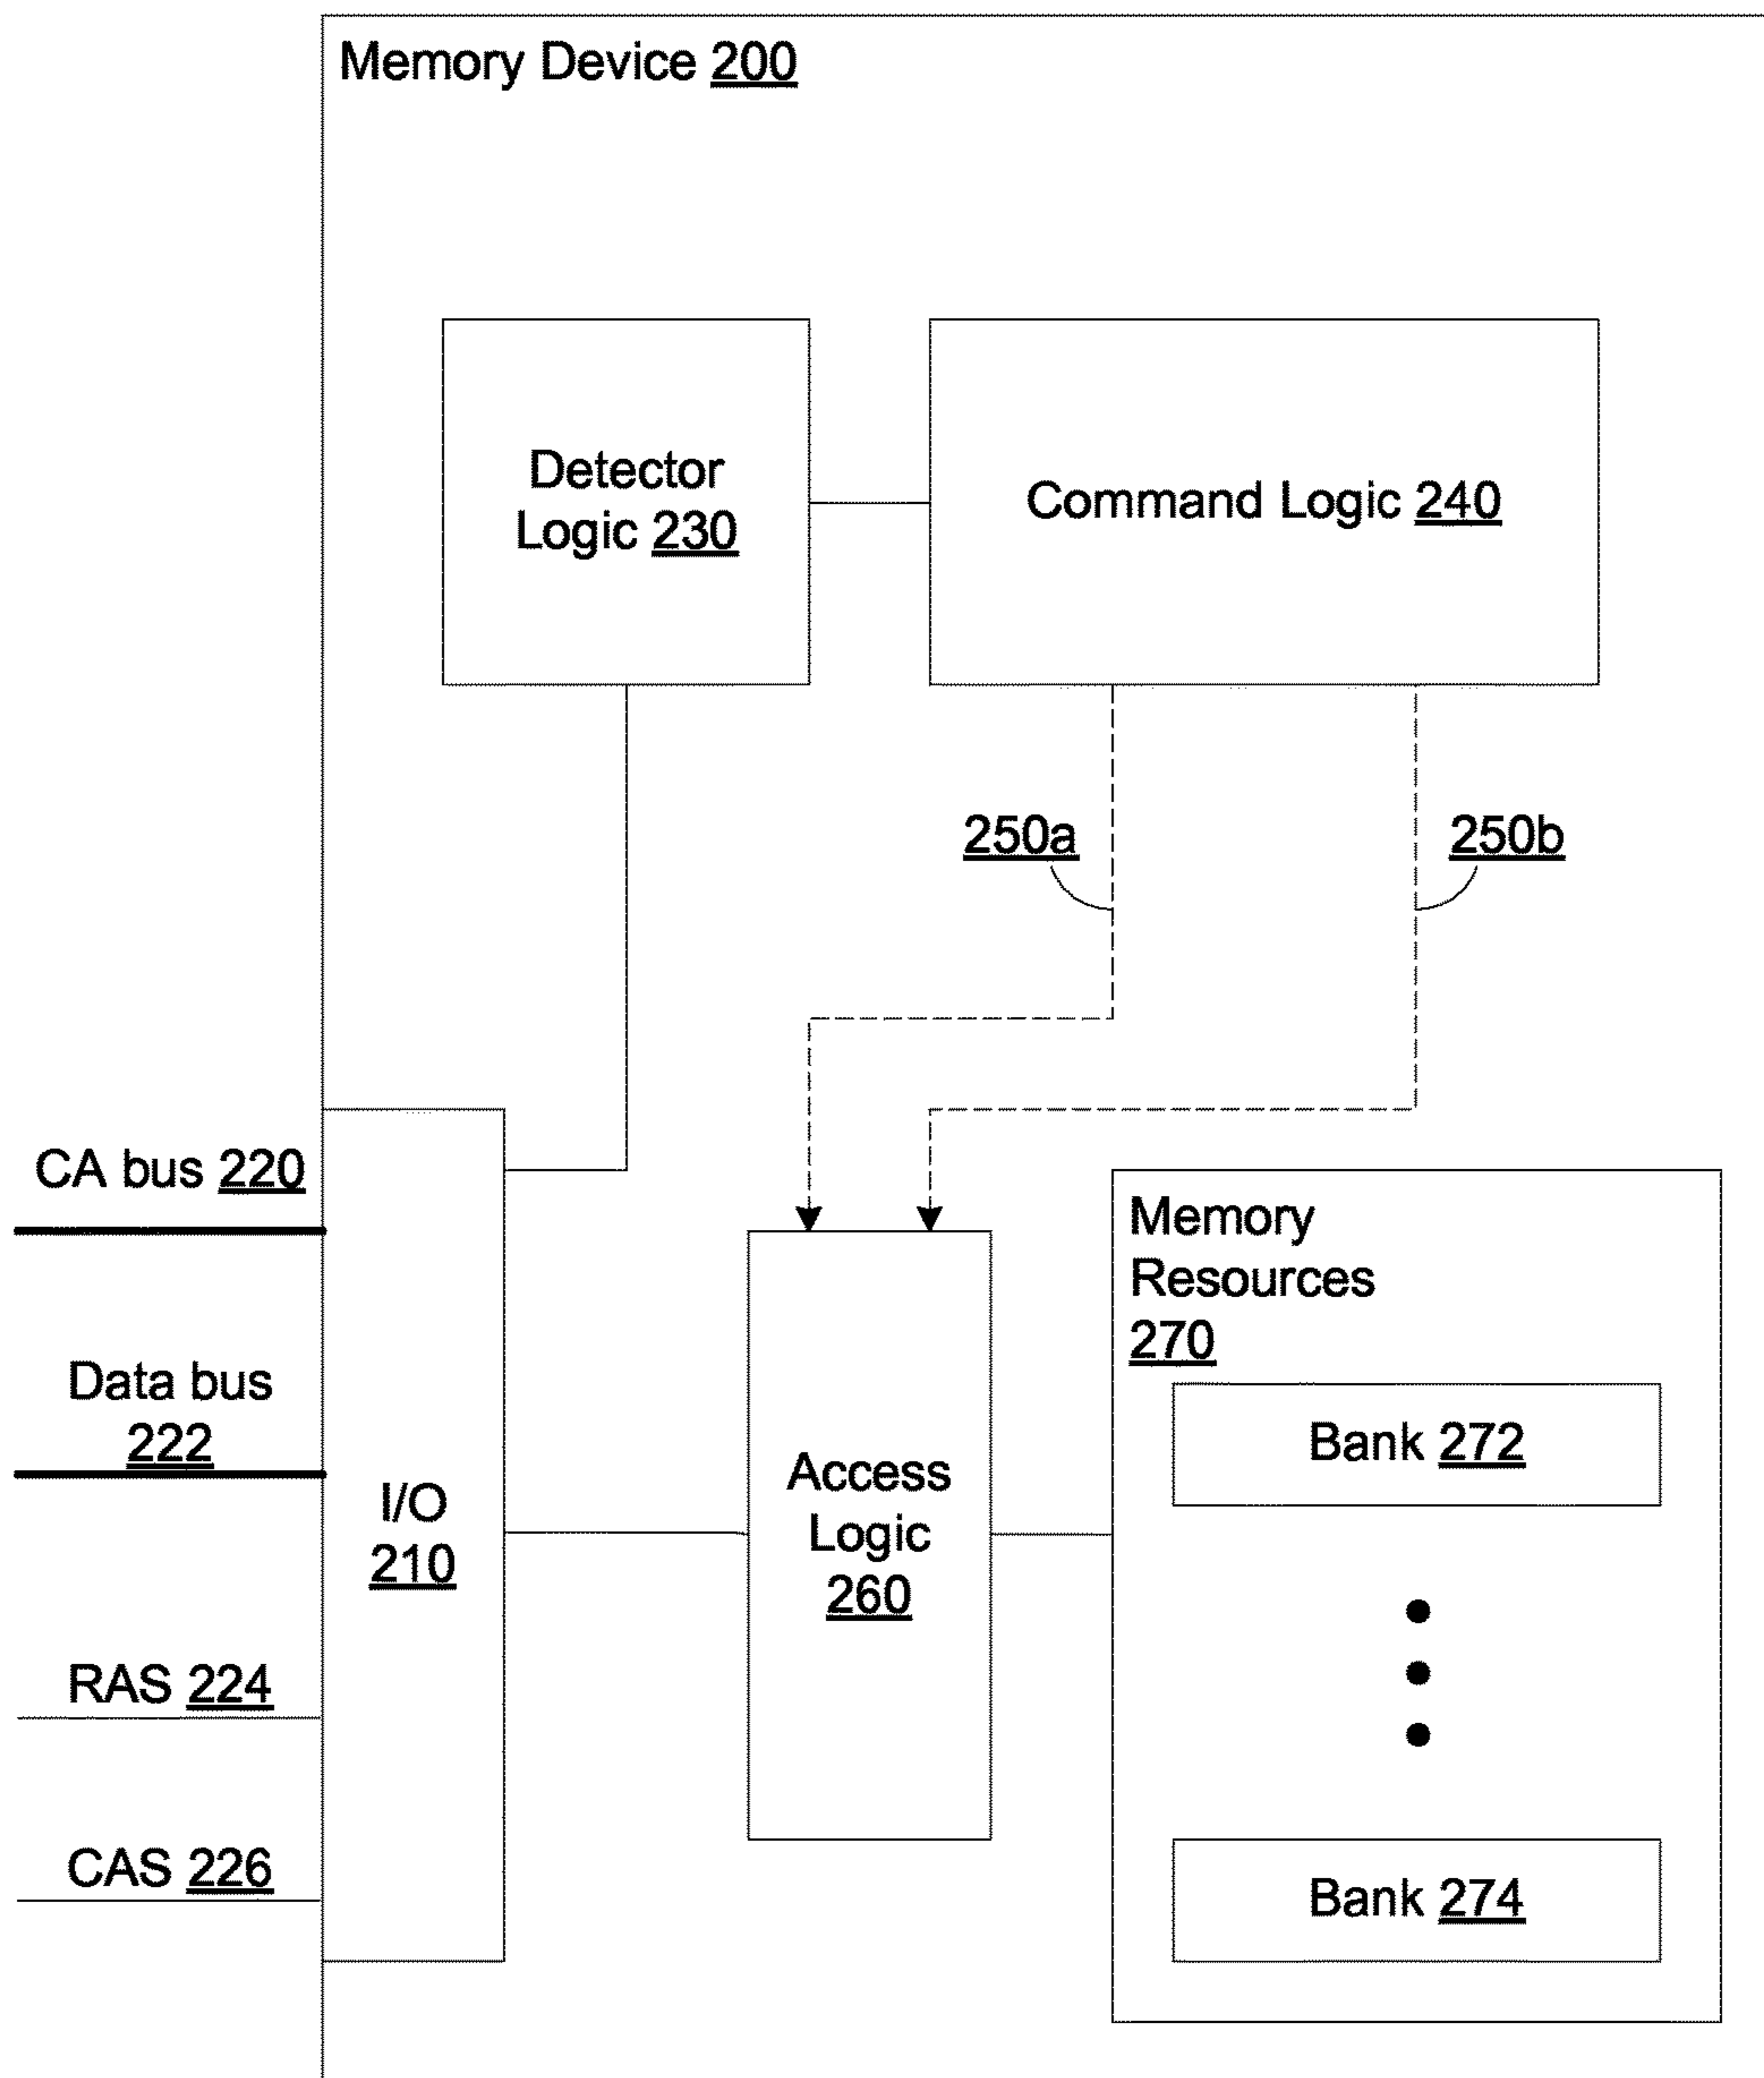 Memory Device 200
Detector
Logic 230
Command Logic 240
250a
250b
CA bus 220
Data bus
222
I/O
210
RAS 224
CAS 226
Access
Logic
260
Memory
Resources
270
Bank 272
Bank 274